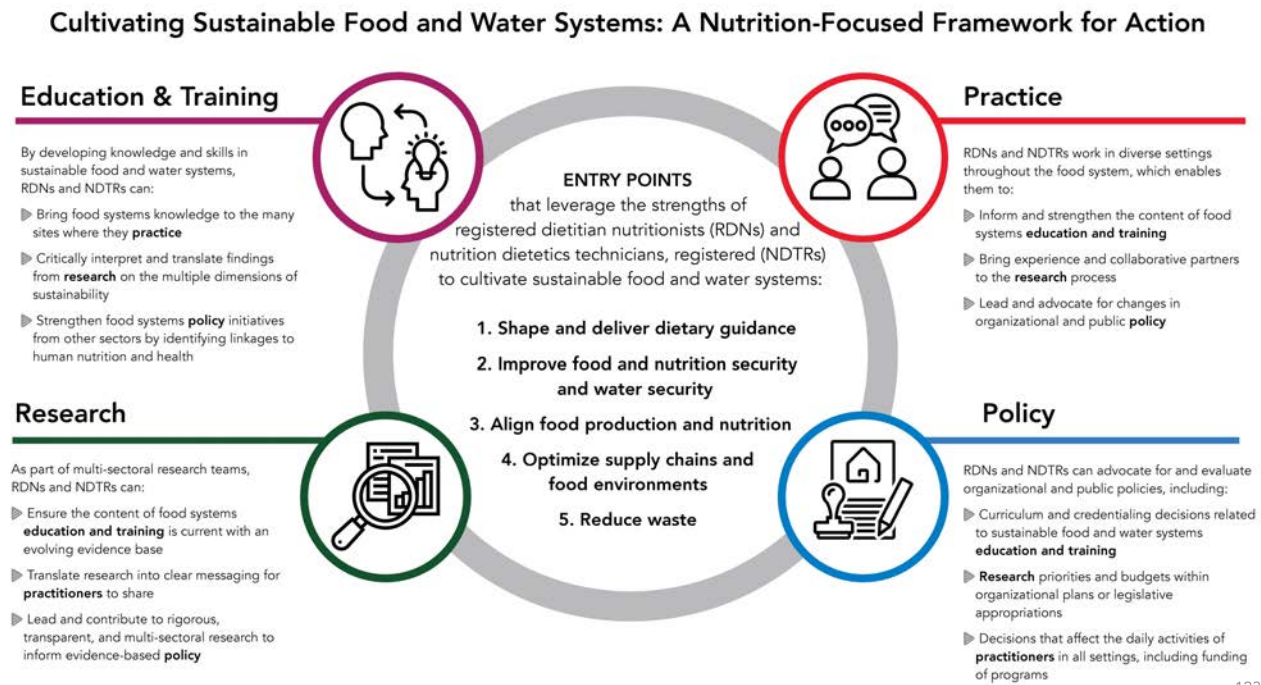 Cultivating Sustainable Food and Water Systems: A Nutrition-Focused Framework for Action
Education & Training
By developing knowledge and skills in
sustainable food and water systems,
RDNs and NDTRs can:
Bring food systems knowledge to the many
sites where they practice
Critically interpret and translate findings
from research on the multiple dimensions of
sustainability
Strengthen food systems policy initiatives
from other sectors by identifying linkages to
human nutrition and health
ENTRY POINTS
that leverage the strengths of
registered dietitian nutritionists (RDNs) and
nutrition dietetics technicians, registered (NDTRs)
to cultivate sustainable food and water systems:
1. Shape and deliver dietary guidance
2. Improve food and nutrition security
and water security
3. Align food production and nutrition
4. Optimize supply chains and
food environments
5. Reduce waste
Practice
RDNs and NDTRs work in diverse settings
throughout the food system, which enables
them to:
Inform and strengthen the content of food
systems education and training
Bring experience and collaborative partners
to the research process
Lead and advocate for changes in
organizational and public policy
Research
As part of multi-sectoral research teams,
RDNs and NDTRs can:
Ensure the content of food systems
education and training is current with an
evolving evidence base
Translate research into clear messaging for
practitioners to share
Lead and contribute to rigorous,
transparent, and multi-sectoral research to
inform evidence-based policy
Policy
RDNs and NDTRs can advocate for and evaluate
organizational and public policies, including:
Curriculum and credentialing decisions related
to sustainable food and water systems
education and training
Research priorities and budgets within
organizational plans or legislative
appropriations
Decisions that affect the daily activities of
practitioners in all settings, including funding
of programs